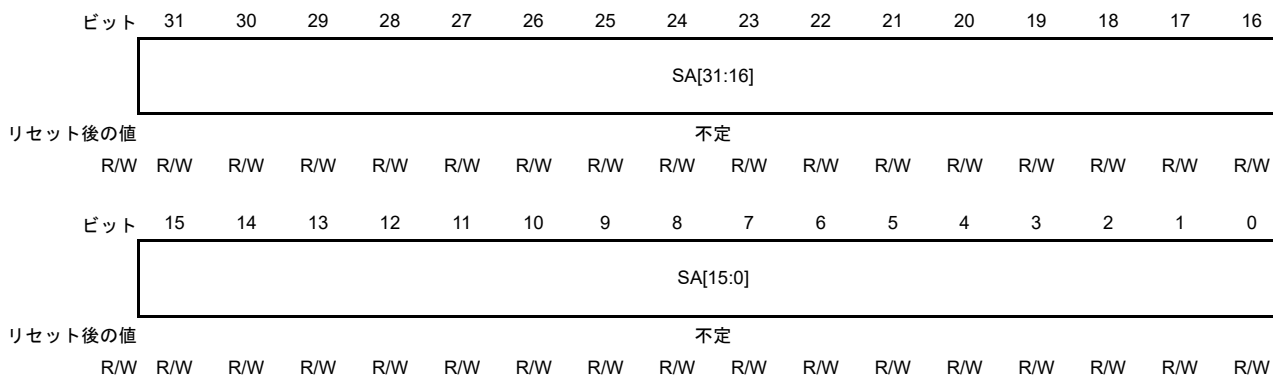 ビット 31 30 29 28 27 26 25 24 23 22 21 20 19 18 17 16
SA[31:16]
リセット後の値 不定
R/W R/W R/W R/W R/W R/W R/W R/W R/W R/W R/W R/W R/W R/W R/W R/W R/W
ビット 15 14 13 12 11 10 9 8 7 6 5 4 3 2 1 0
SA[15:0]
リセット後の値 不定
R/W R/W R/W R/W R/W R/W R/W R/W R/W R/W R/W R/W R/W R/W R/W R/W R/W